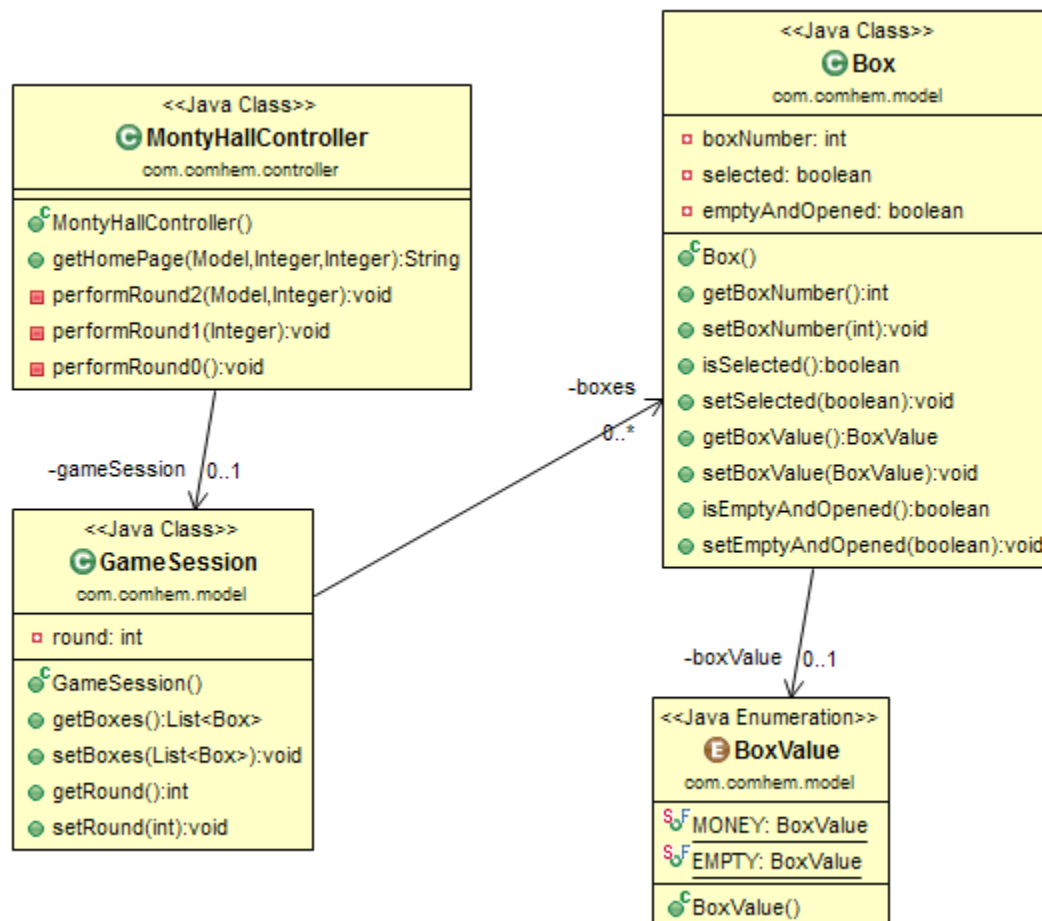 <<Java Class>>
MontyHallController
com.comhem.controller
MontyHallController()
getHomePage(Model,Integer,Integer):String
performRound2(Model,Integer):void
performRound1(Integer):void
performRound0():void
-gameSession 0..1
<<Java Class>>
GameSession
com.comhem.model
round: int
GameSession()
getBoxes():List<Box>
setBoxes(List<Box>):void
getRound():int
setRound(int):void
-boxes
0..*
<<Java Class>>
Box
com.comhem.model
boxNumber: int
selected: boolean
emptyAndOpened: boolean
Box()
getBoxNumber():int
setBoxNumber(int):void
isSelected():boolean
setSelected(boolean):void
getBoxValue():BoxValue
setBoxValue(BoxValue):void
isEmptyAndOpened():boolean
setEmptyAndOpened(boolean):void
-boxValue 0..1
<<Java Enumeration>>
BoxValue
com.comhem.model
MONEY: BoxValue
EMPTY: BoxValue
BoxValue()